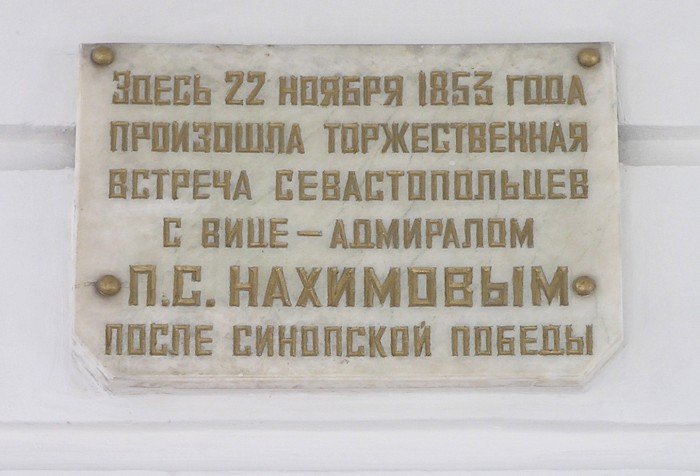 ЗДЕСЬ 22 НОЯБРЯ 1853 ГОДА
ПРОИЗОШЛА ТОРЖЕСТВЕННАЯ
ВСТРЕЧА СЕВАСТОПОЛЬЦЕВ
С ВИЦЕ – АДМИРАЛОМ
П.С. НАХИМОВЫМ
ПОСЛЕ СИНОПСКОЙ ПОБЕДЫ